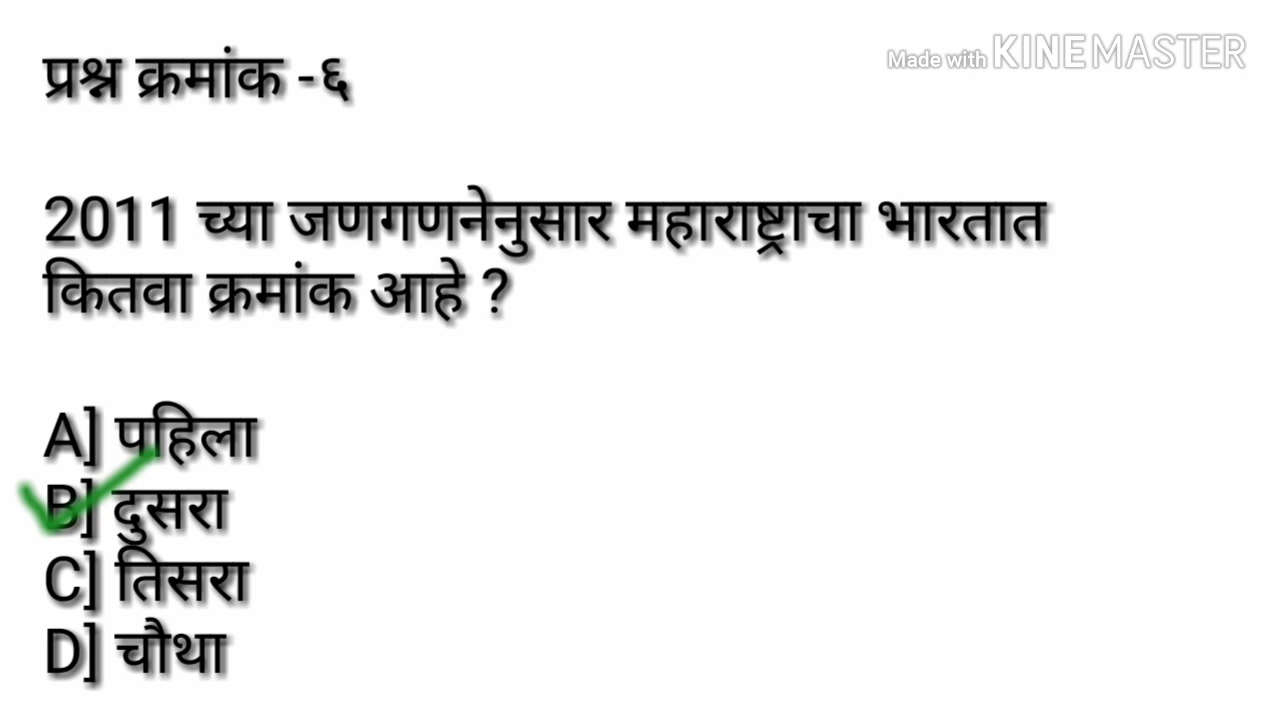 प्रश्न क्रमांक -६
Made with KINEMASTER
2011 च्या जणगणनेनुसार महाराष्ट्राचा भारतात
कितवा क्रमांक आहे ?
A] पहिला
B] दुसरा
C] तिसरा
D] चौथा